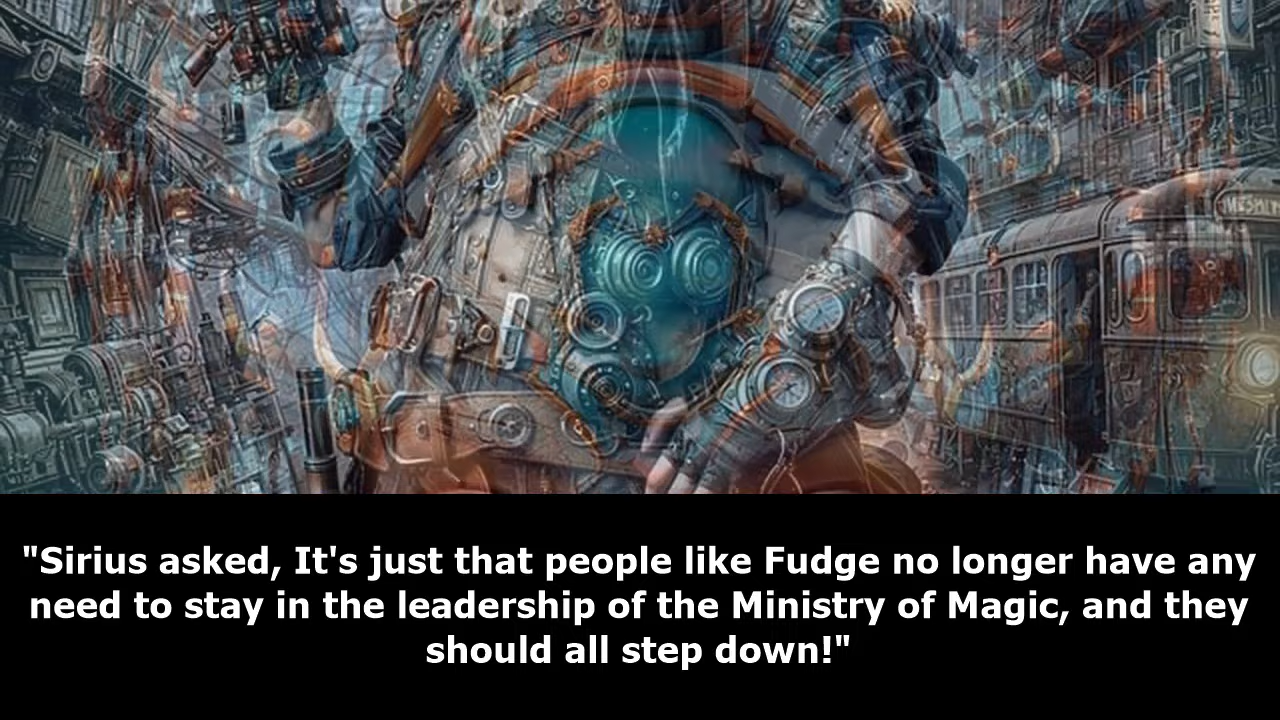 "Sirius asked, It's just that people like Fudge no longer have any
need to stay in the leadership of the Ministry of Magic, and they
should all step down!"